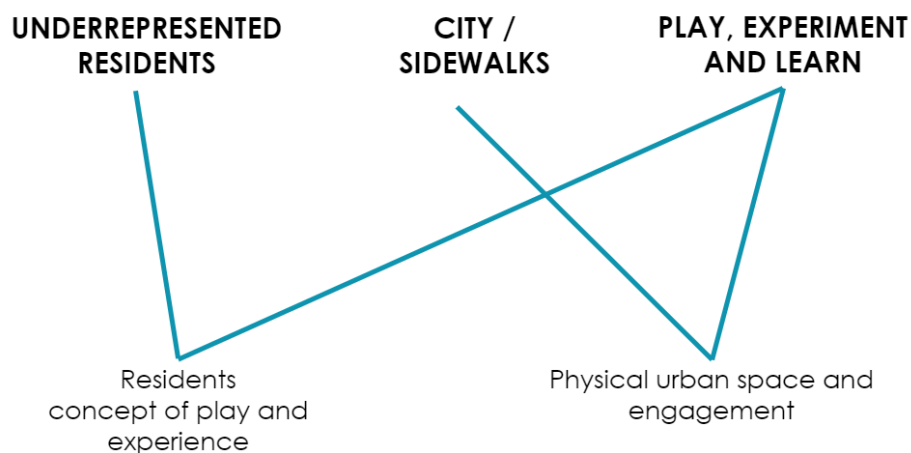 UNDERREPRESENTED
RESIDENTS
CITY /
SIDEWALKS
PLAY, EXPERIMENT
AND LEARN
Residents
concept of play and
experience
Physical urban space and
engagement